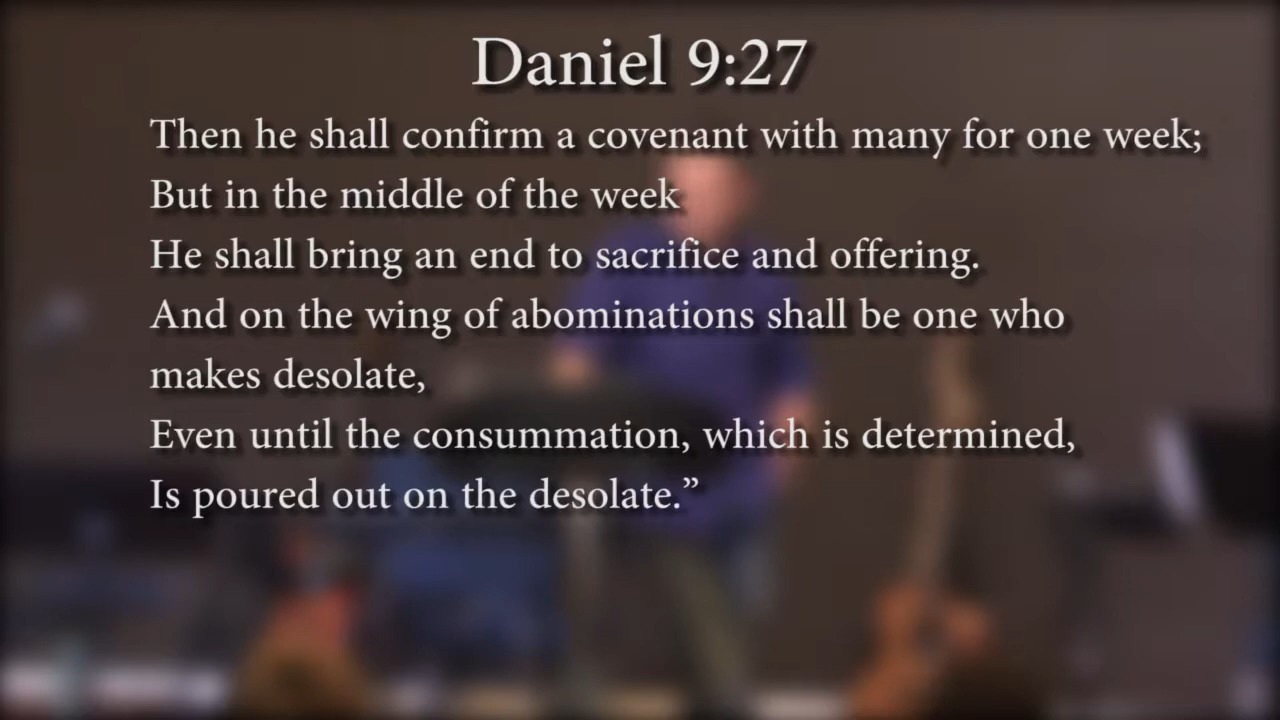 Daniel 9:27
Then he shall confirm a covenant with many for one week;
But in the middle of the week
He shall bring an end to sacrifice and offering.
And on the wing of abominations shall be one who
makes desolate,
Even until the consummation, which is determined,
Is poured out on the desolate.”